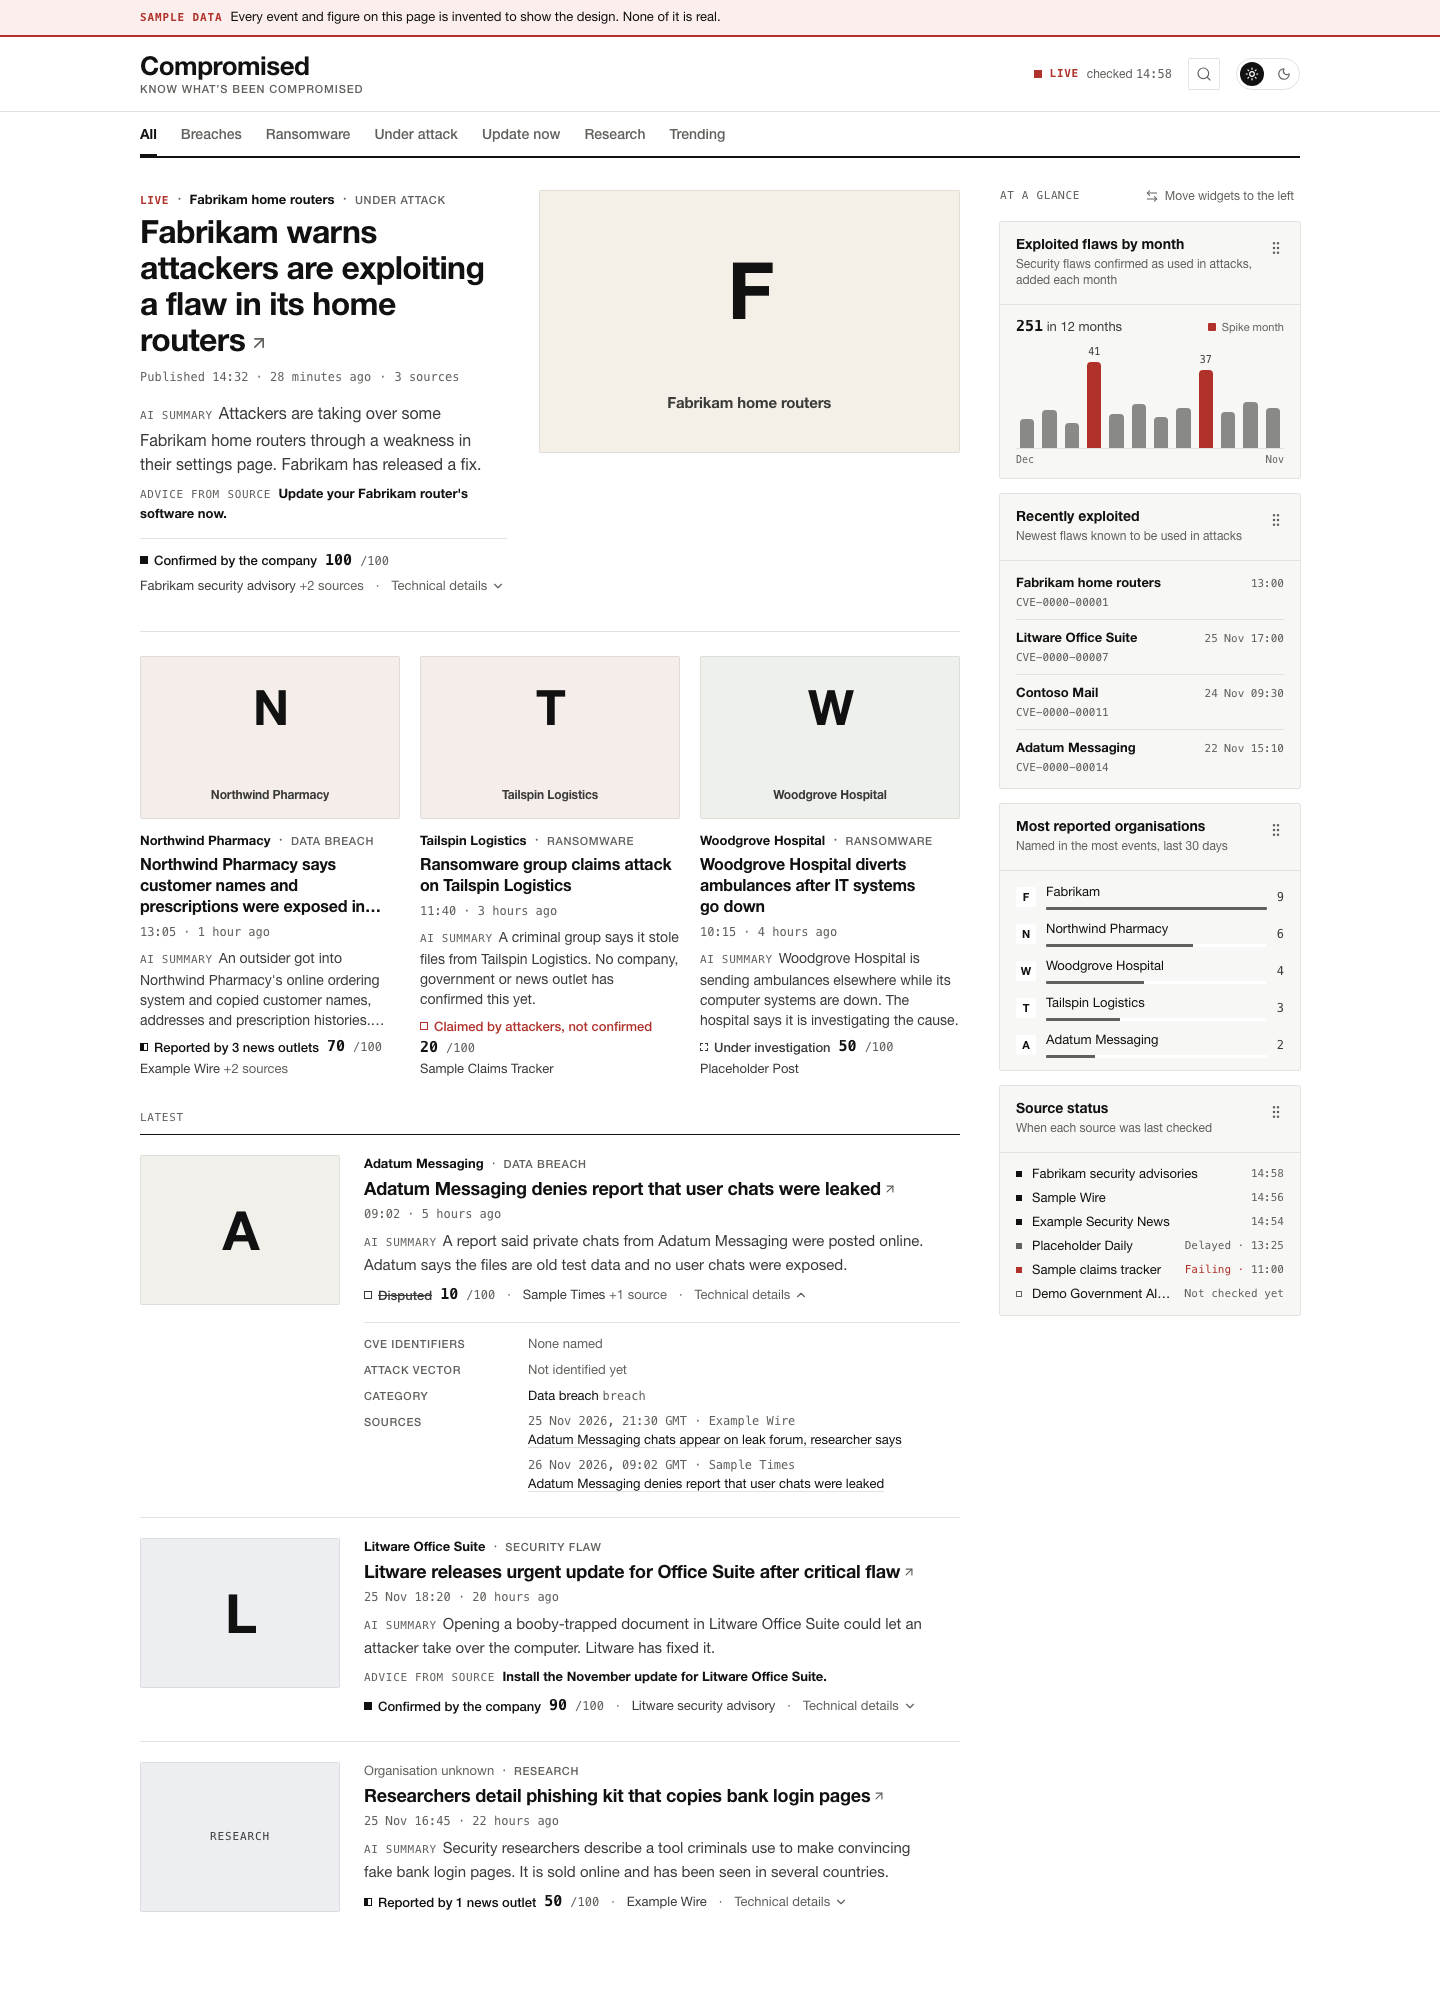 SAMPLE DATA Every event and figure on this page is invented to show the design. None of it is real.
Compromised
KNOW WHAT'S BEEN COMPROMISED
LIVE checked 14:58
All Breaches Ransomware Under attack Update now Research Trending
LIVE · Fabrikam home routers · UNDER ATTACK
Fabrikam warns
attackers are exploiting
a flaw in its home
routers
Published 14:32 · 28 minutes ago · 3 sources
AI SUMMARY Attackers are taking over some
Fabrikam home routers through a weakness in
their settings page. Fabrikam has released a fix.
ADVICE FROM SOURCE Update your Fabrikam router's
software now.
Confirmed by the company 100 /100
Fabrikam security advisory +2 sources · Technical details
F
Fabrikam home routers
N
Northwind Pharmacy
Northwind Pharmacy · DATA BREACH
Northwind Pharmacy says
customer names and
prescriptions were exposed in…
13:05 · 1 hour ago
AI SUMMARY An outsider got into
Northwind Pharmacy's online ordering
system and copied customer names,
addresses and prescription histories.…
Reported by 3 news outlets 70 /100
Example Wire +2 sources
T
Tailspin Logistics
Tailspin Logistics · RANSOMWARE
Ransomware group claims attack
on Tailspin Logistics
11:40 · 3 hours ago
AI SUMMARY A criminal group says it stole
files from Tailspin Logistics. No company,
government or news outlet has
confirmed this yet.
Claimed by attackers, not confirmed
20 /100
Sample Claims Tracker
W
Woodgrove Hospital
Woodgrove Hospital · RANSOMWARE
Woodgrove Hospital diverts
ambulances after IT systems
go down
10:15 · 4 hours ago
AI SUMMARY Woodgrove Hospital is
sending ambulances elsewhere while its
computer systems are down. The
hospital says it is investigating the cause.
Under investigation 50 /100
Placeholder Post
LATEST
A
Adatum Messaging · DATA BREACH
Adatum Messaging denies report that user chats were leaked
09:02 · 5 hours ago
AI SUMMARY A report said private chats from Adatum Messaging were posted online.
Adatum says the files are old test data and no user chats were exposed.
Disputed 10 /100 · Sample Times +1 source · Technical details
CVE IDENTIFIERS None named
ATTACK VECTOR Not identified yet
CATEGORY Data breach breach
SOURCES 25 Nov 2026, 21:30 GMT · Example Wire
Adatum Messaging chats appear on leak forum, researcher says
26 Nov 2026, 09:02 GMT · Sample Times
Adatum Messaging denies report that user chats were leaked
L
Litware Office Suite · SECURITY FLAW
Litware releases urgent update for Office Suite after critical flaw
25 Nov 18:20 · 20 hours ago
AI SUMMARY Opening a booby-trapped document in Litware Office Suite could let an
attacker take over the computer. Litware has fixed it.
ADVICE FROM SOURCE Install the November update for Litware Office Suite.
Confirmed by the company 90 /100 · Litware security advisory · Technical details
RESEARCH
Organisation unknown · RESEARCH
Researchers detail phishing kit that copies bank login pages
25 Nov 16:45 · 22 hours ago
AI SUMMARY Security researchers describe a tool criminals use to make convincing
fake bank login pages. It is sold online and has been seen in several countries.
Reported by 1 news outlet 50 /100 · Example Wire · Technical details
AT A GLANCE Move widgets to the left
Exploited flaws by month
Security flaws confirmed as used in attacks,
added each month
251 in 12 months Spike month
41
37
Dec Nov
Recently exploited
Newest flaws known to be used in attacks
Fabrikam home routers 13:00
CVE-0000-00001
Litware Office Suite 25 Nov 17:00
CVE-0000-00007
Contoso Mail 24 Nov 09:30
CVE-0000-00011
Adatum Messaging 22 Nov 15:10
CVE-0000-00014
Most reported organisations
Named in the most events, last 30 days
F Fabrikam 9
N Northwind Pharmacy 6
W Woodgrove Hospital 4
T Tailspin Logistics 3
A Adatum Messaging 2
Source status
When each source was last checked
Fabrikam security advisories 14:58
Sample Wire 14:56
Example Security News 14:54
Placeholder Daily Delayed · 13:25
Sample claims tracker Failing · 11:00
Demo Government Al… Not checked yet